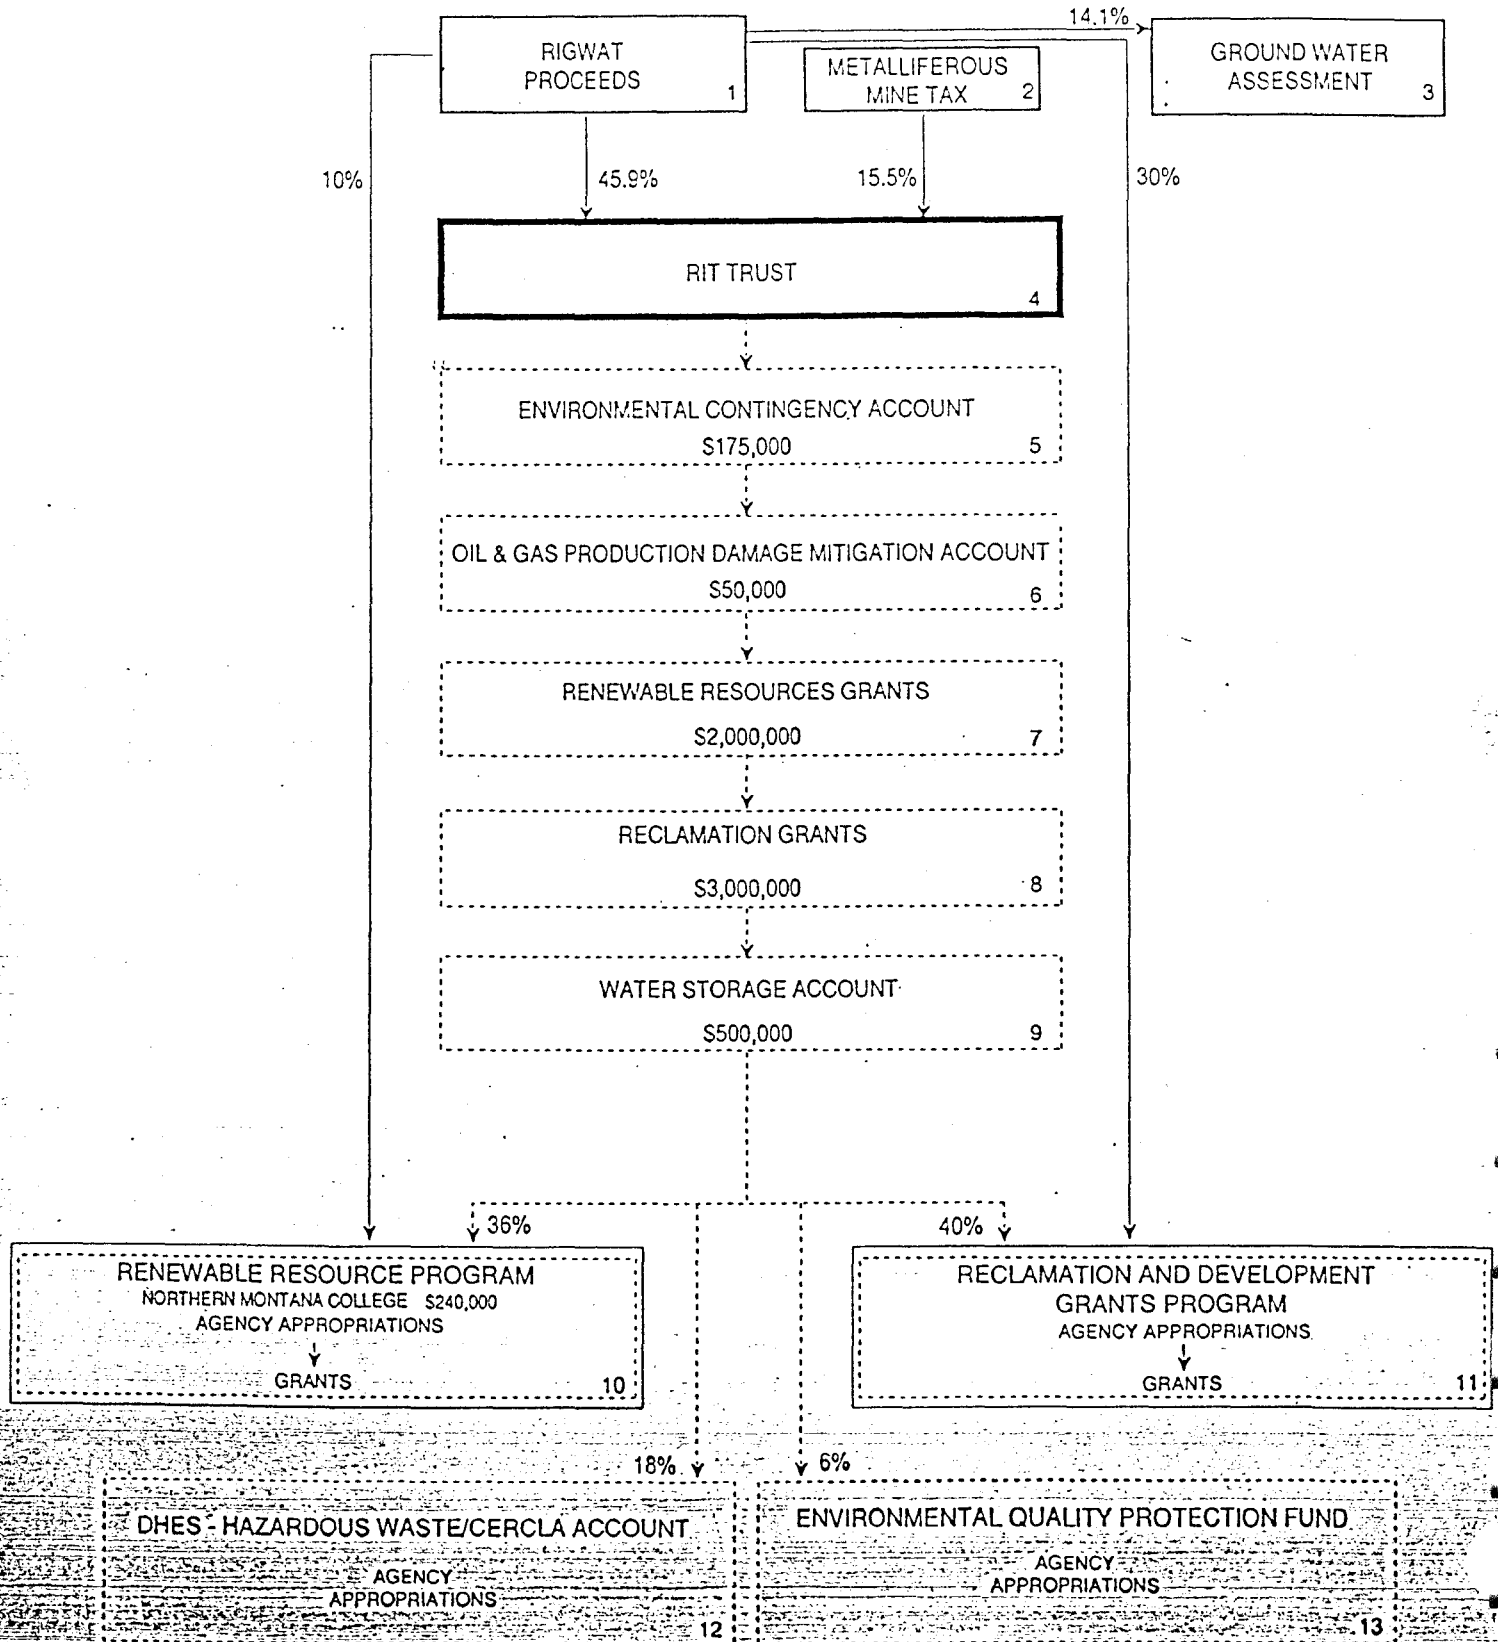 14.1%
RIGWAT
PROCEEDS
1
METALLIFEROUS
MINE TAX
2
GROUND WATER
ASSESSMENT
3
10%
45.9%
15.5%
30%
RIT TRUST
4
ENVIRONMENTAL CONTINGENCY ACCOUNT
$175,000
5
OIL & GAS PRODUCTION DAMAGE MITIGATION ACCOUNT
$50,000
6
RENEWABLE RESOURCES GRANTS
$2,000,000
7
RECLAMATION GRANTS
$3,000,000
8
WATER STORAGE ACCOUNT
$500,000
9
36%
40%
RENEWABLE RESOURCE PROGRAM
NORTHERN MONTANA COLLEGE $240,000
AGENCY APPROPRIATIONS
GRANTS
10
RECLAMATION AND DEVELOPMENT
GRANTS PROGRAM
AGENCY APPROPRIATIONS
GRANTS
11
18%
6%
DHES - HAZARDOUS WASTE/CERCLA ACCOUNT
AGENCY
APPROPRIATIONS
12
ENVIRONMENTAL QUALITY PROTECTION FUND
AGENCY
APPROPRIATIONS
13